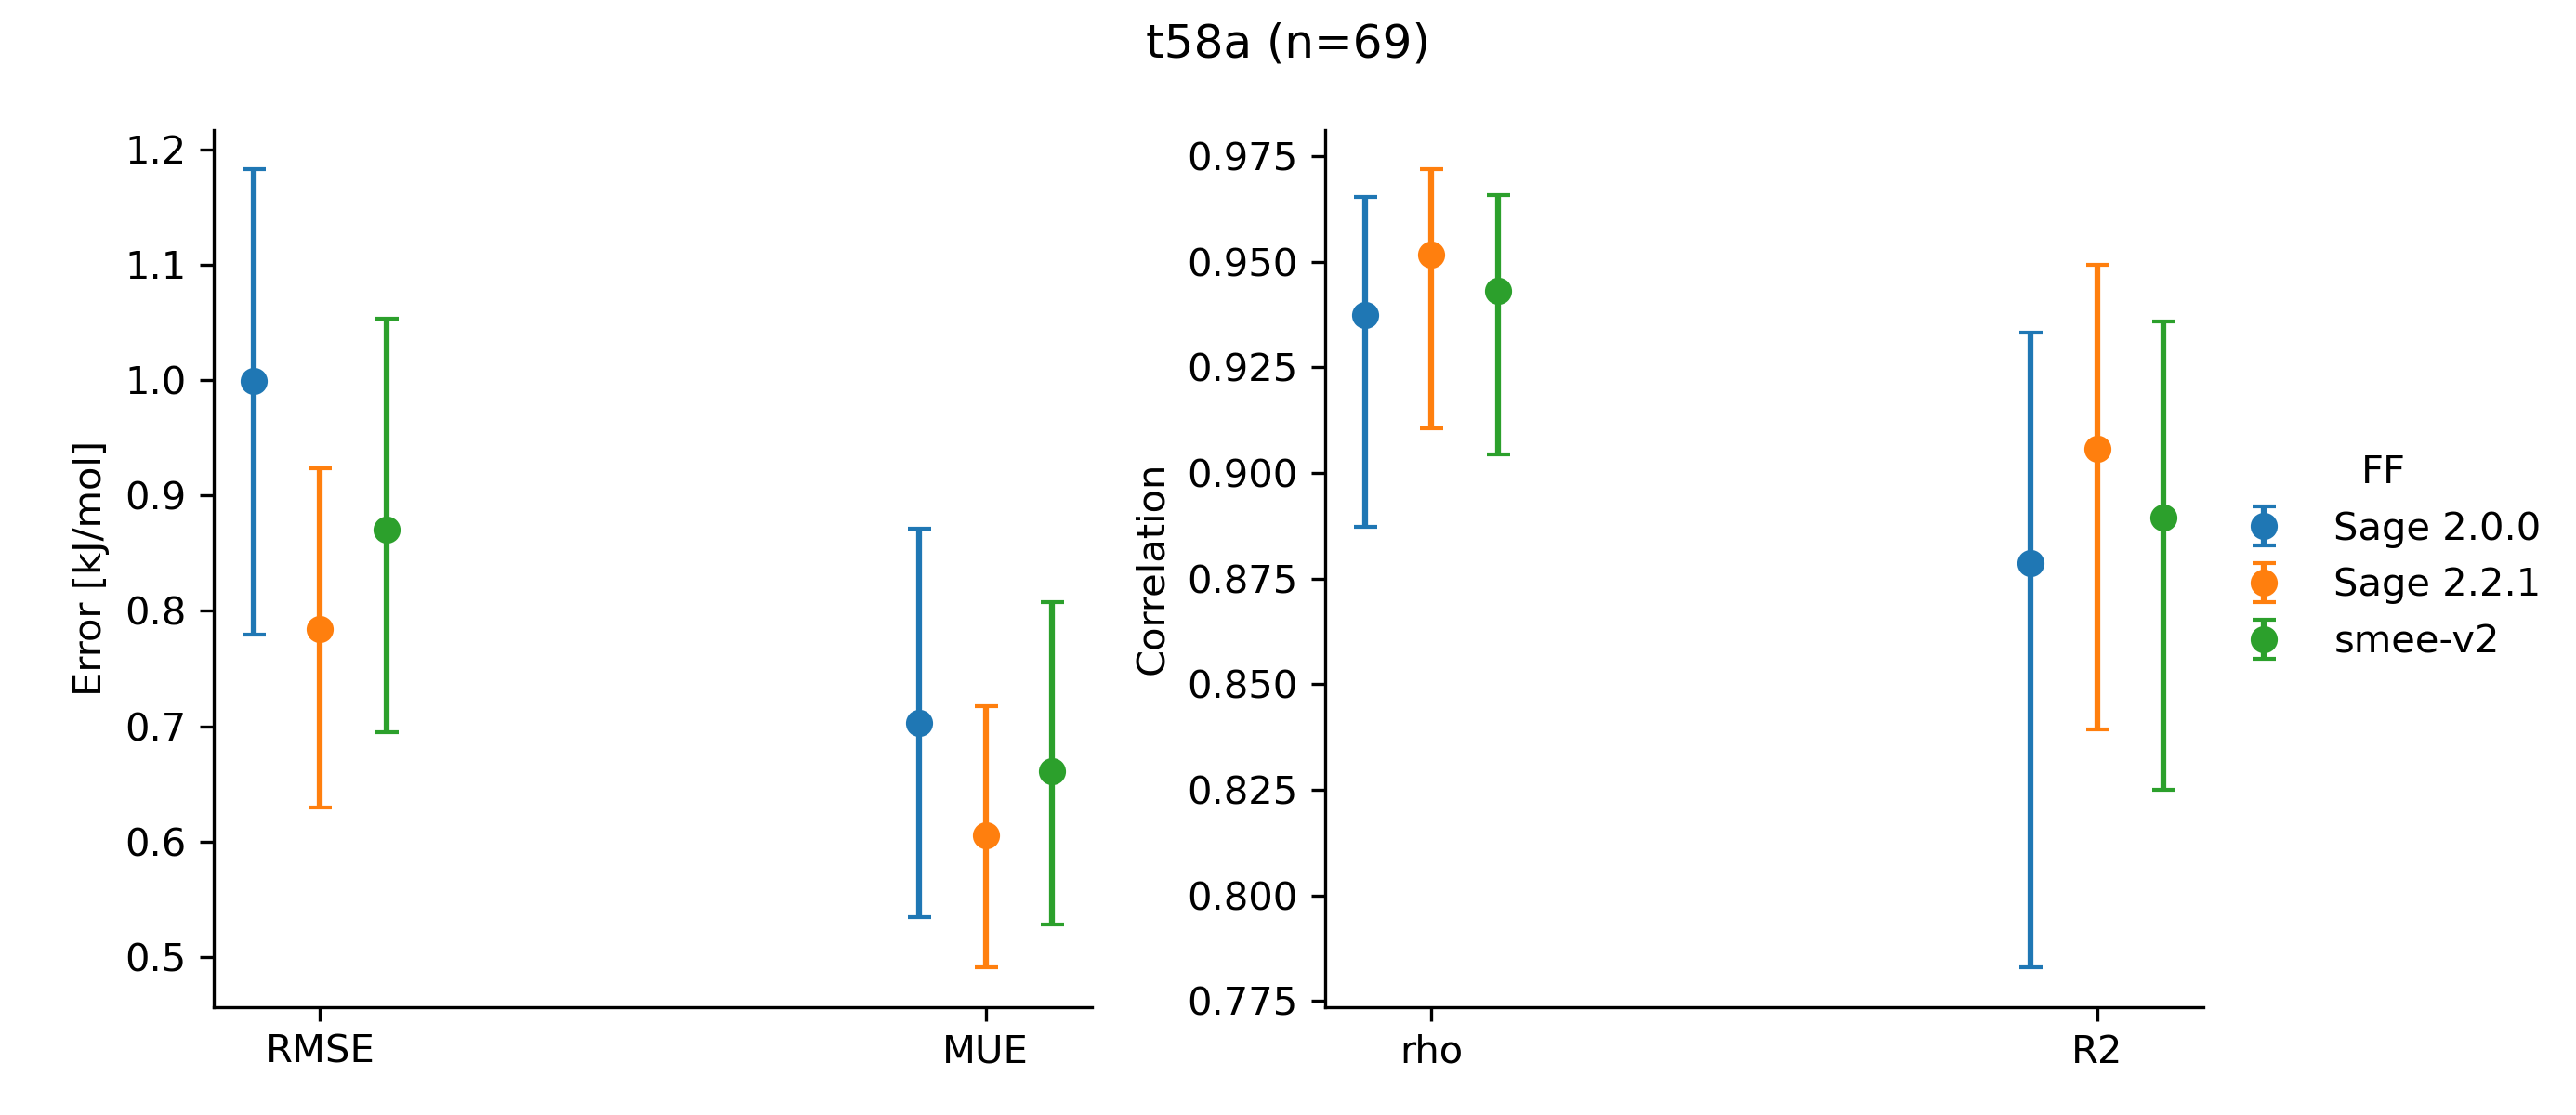 t58a (n=69)
1.2
1.1
1.0
0.9
0.8
0.7
0.6
0.5
Error [kJ/mol]
RMSE
MUE
0.975
0.950
0.925
0.900
0.875
0.850
0.825
0.800
0.775
Correlation
rho
R2
FF
Sage 2.0.0
Sage 2.2.1
smee-v2